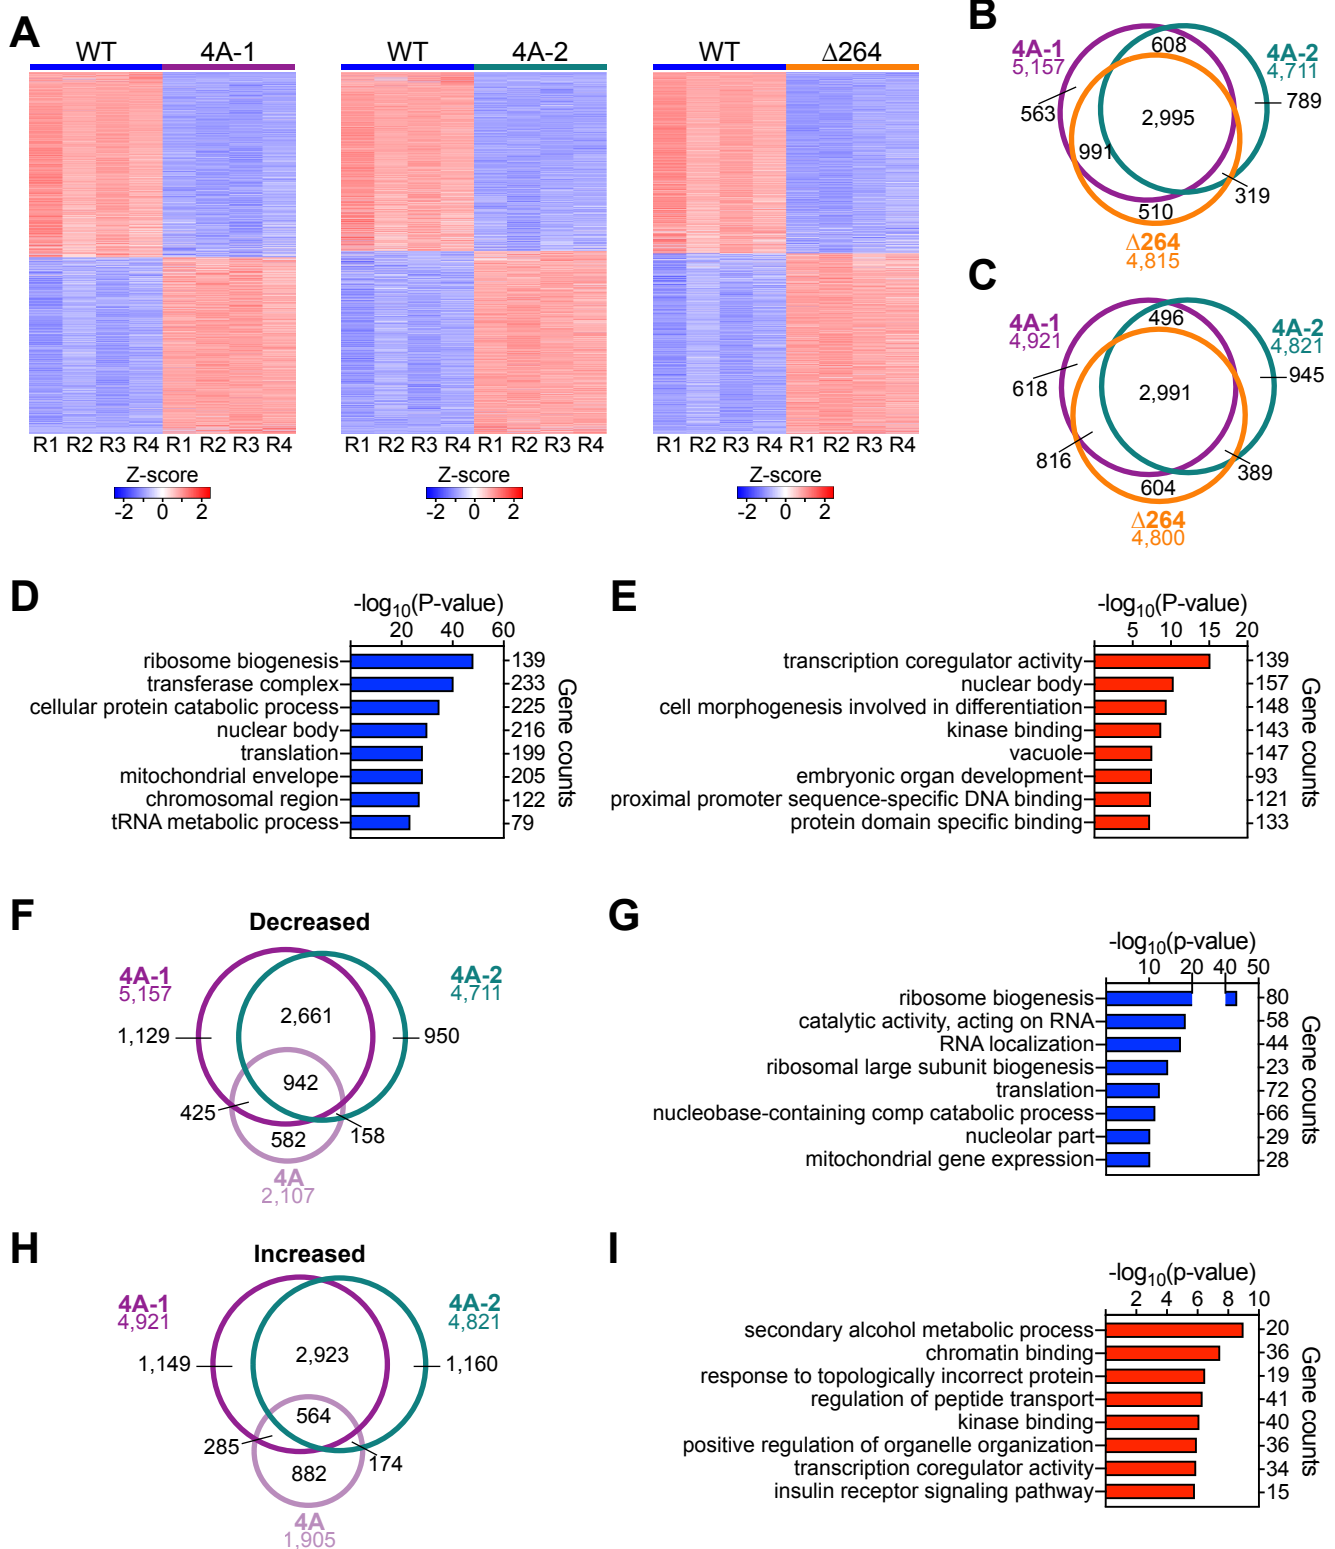 A
WT 4A-1
WT 4A-2
WT Δ264
R1 R2 R3 R4 R1 R2 R3 R4
R1 R2 R3 R4 R1 R2 R3 R4
R1 R2 R3 R4 R1 R2 R3 R4
Z-score
-2 0 2
Z-score
-2 0 2
Z-score
-2 0 2
B
4A-1
5,157
608
4A-2
4,711
563
789
2,995
991
319
510
Δ264
4,815
C
4A-1
4,921
496
4A-2
4,821
618
945
2,991
816
389
604
Δ264
4,800
D
-log10(P-value)
20 40 60
ribosome biogenesis 139
transferase complex 233
cellular protein catabolic process 225
nuclear body 216
translation 199
mitochondrial envelope 205
chromosomal region 122
tRNA metabolic process 79
Gene counts
E
-log10(P-value)
5 10 15 20
transcription coregulator activity 139
nuclear body 157
cell morphogenesis involved in differentiation 148
kinase binding 143
vacuole 147
embryonic organ development 93
proximal promoter sequence-specific DNA binding 121
protein domain specific binding 133
Gene counts
F
Decreased
4A-1
5,157
4A-2
4,711
2,661
1,129
950
942
425
158
582
4A
2,107
G
-log10(p-value)
10 20 40 50
ribosome biogenesis 80
catalytic activity, acting on RNA 58
RNA localization 44
ribosomal large subunit biogenesis 23
translation 72
nucleobase-containing comp catabolic process 66
nucleolar part 29
mitochondrial gene expression 28
Gene counts
H
Increased
4A-1
4,921
4A-2
4,821
2,923
1,149
1,160
564
285
174
882
4A
1,905
I
-log10(p-value)
2 4 6 8 10
secondary alcohol metabolic process 20
chromatin binding 36
response to topologically incorrect protein 19
regulation of peptide transport 41
kinase binding 40
positive regulation of organelle organization 36
transcription coregulator activity 34
insulin receptor signaling pathway 15
Gene counts